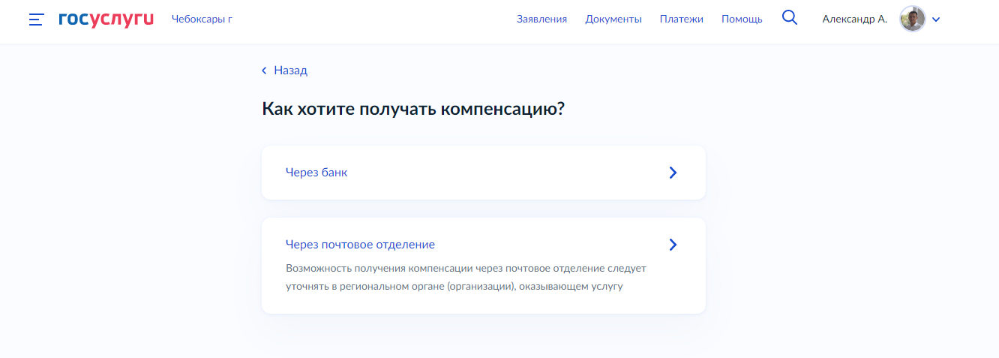 госуслуги Чебоксары г Заявления Документы Платежи Помощь Александр А.
Назад
Как хотите получать компенсацию?
Через банк
Через почтовое отделение
Возможность получения компенсации через почтовое отделение следует
уточнять в региональном органе (организации), оказывающем услугу